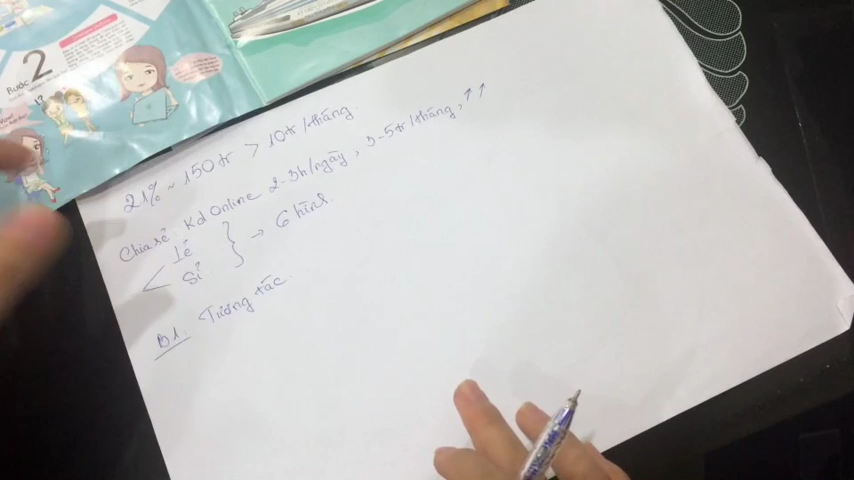 Bước 2
21% ~ 150tr > 10tr/tháng.
Chia sẻ: Kd Online 2-3h/ngày, 3-5tr/tháng, ↑↑
< Lẻ
Sỉ } → 6 hình.
B1. Tương tác.